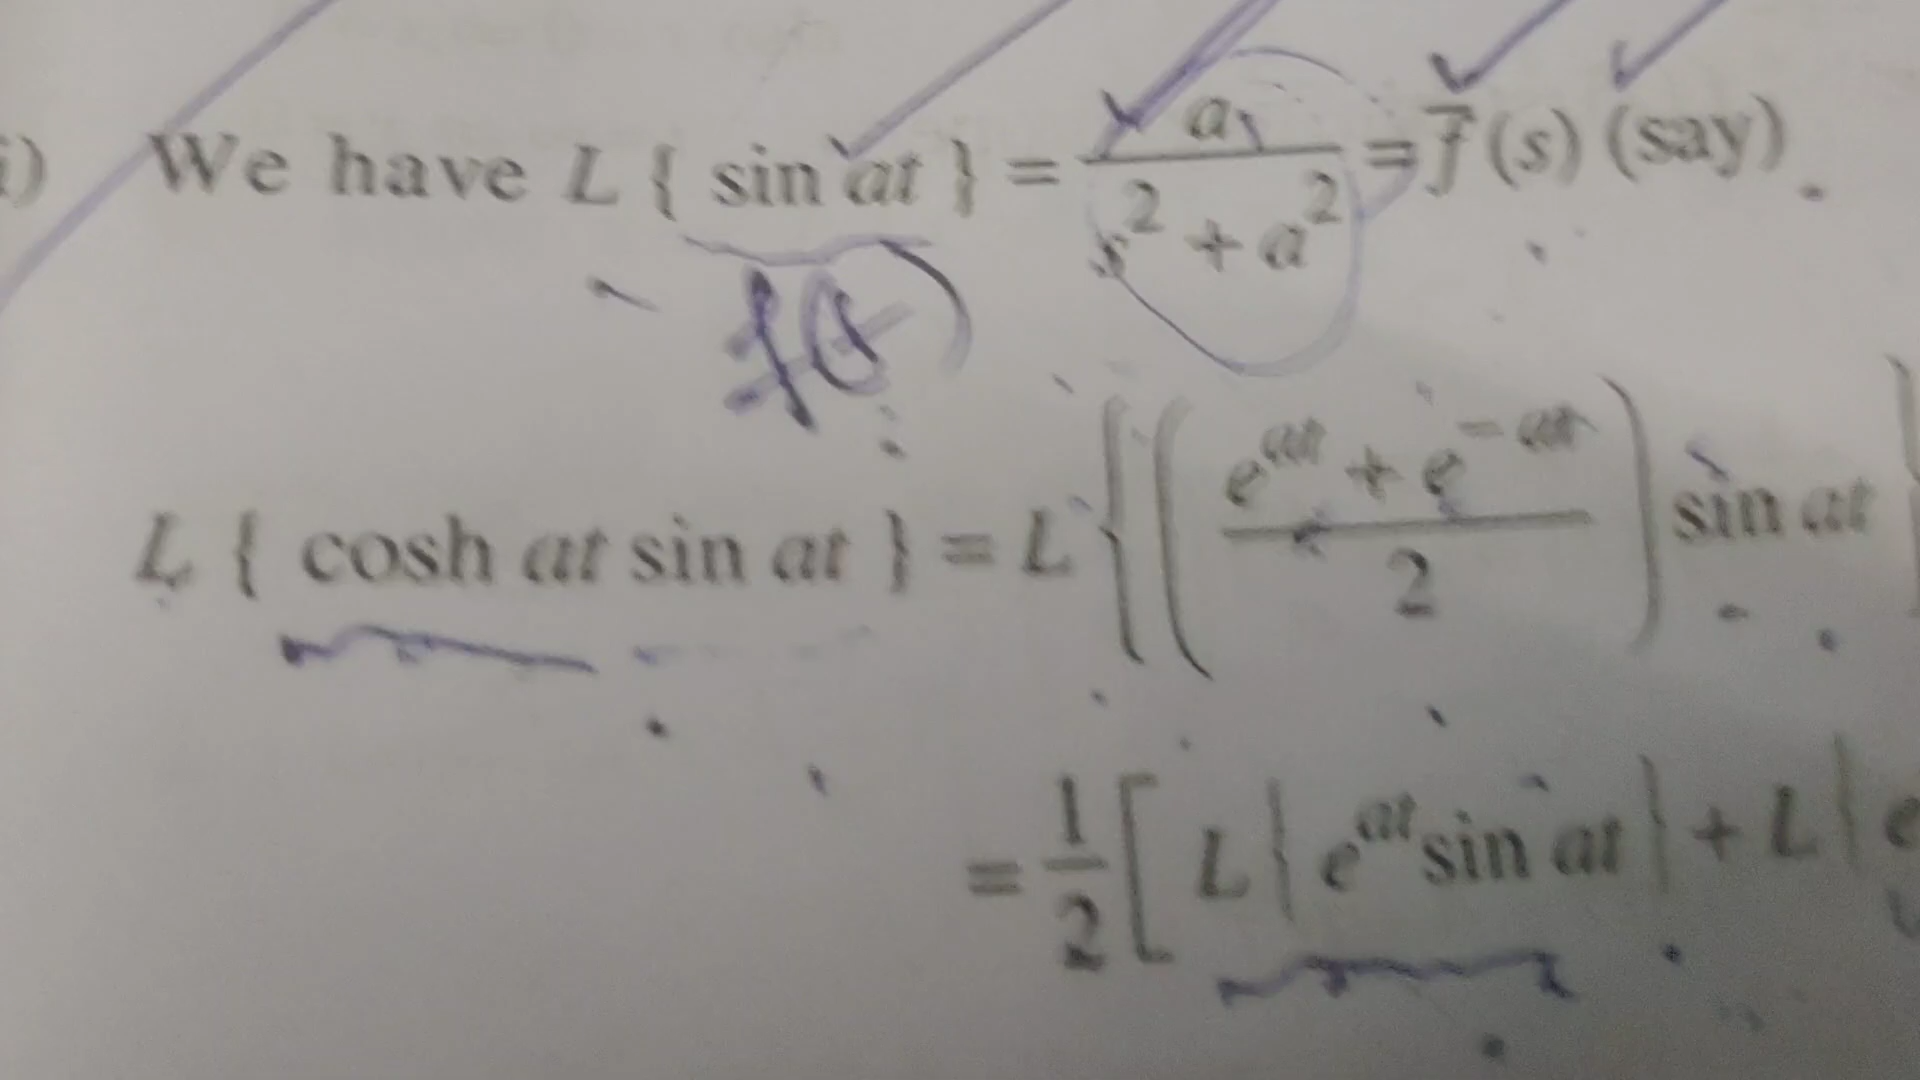 i) We have L { sin at } = a / (s² + a²) = f̅ (s) (say) .
f(t)
L { cosh at sin at } = L { ( (e^{at} + e^{-at}) / 2 ) sin at }
= 1/2 [ L { e^{at} sin at } + L { e